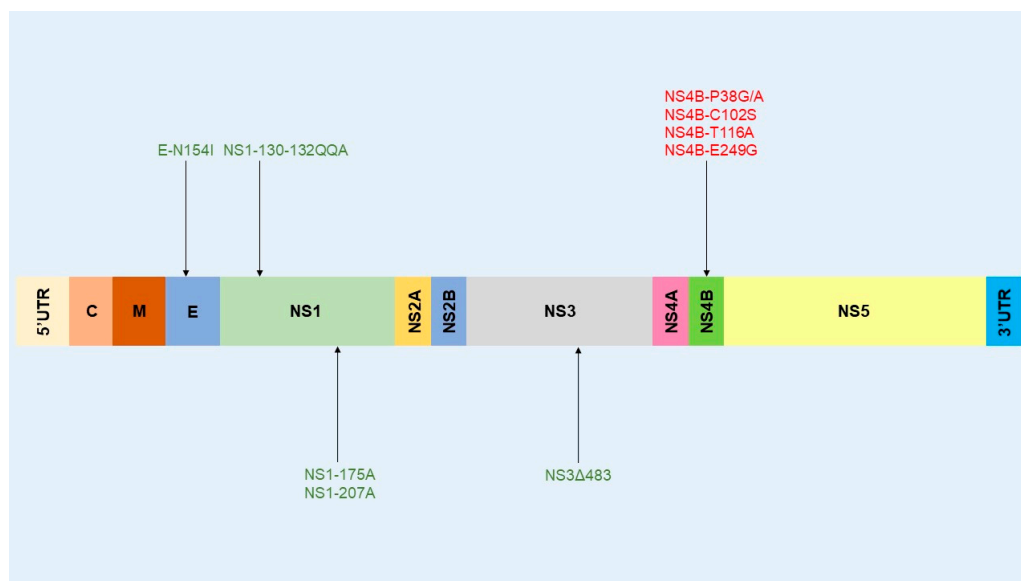 NS4B-P38G/A
NS4B-C102S
NS4B-T116A
NS4B-E249G
E-N154I NS1-130-132QQA
5'UTR C M E NS1 NS2A NS2B NS3 NS4A NS4B NS5 3'UTR
NS1-175A
NS1-207A
NS3Δ483